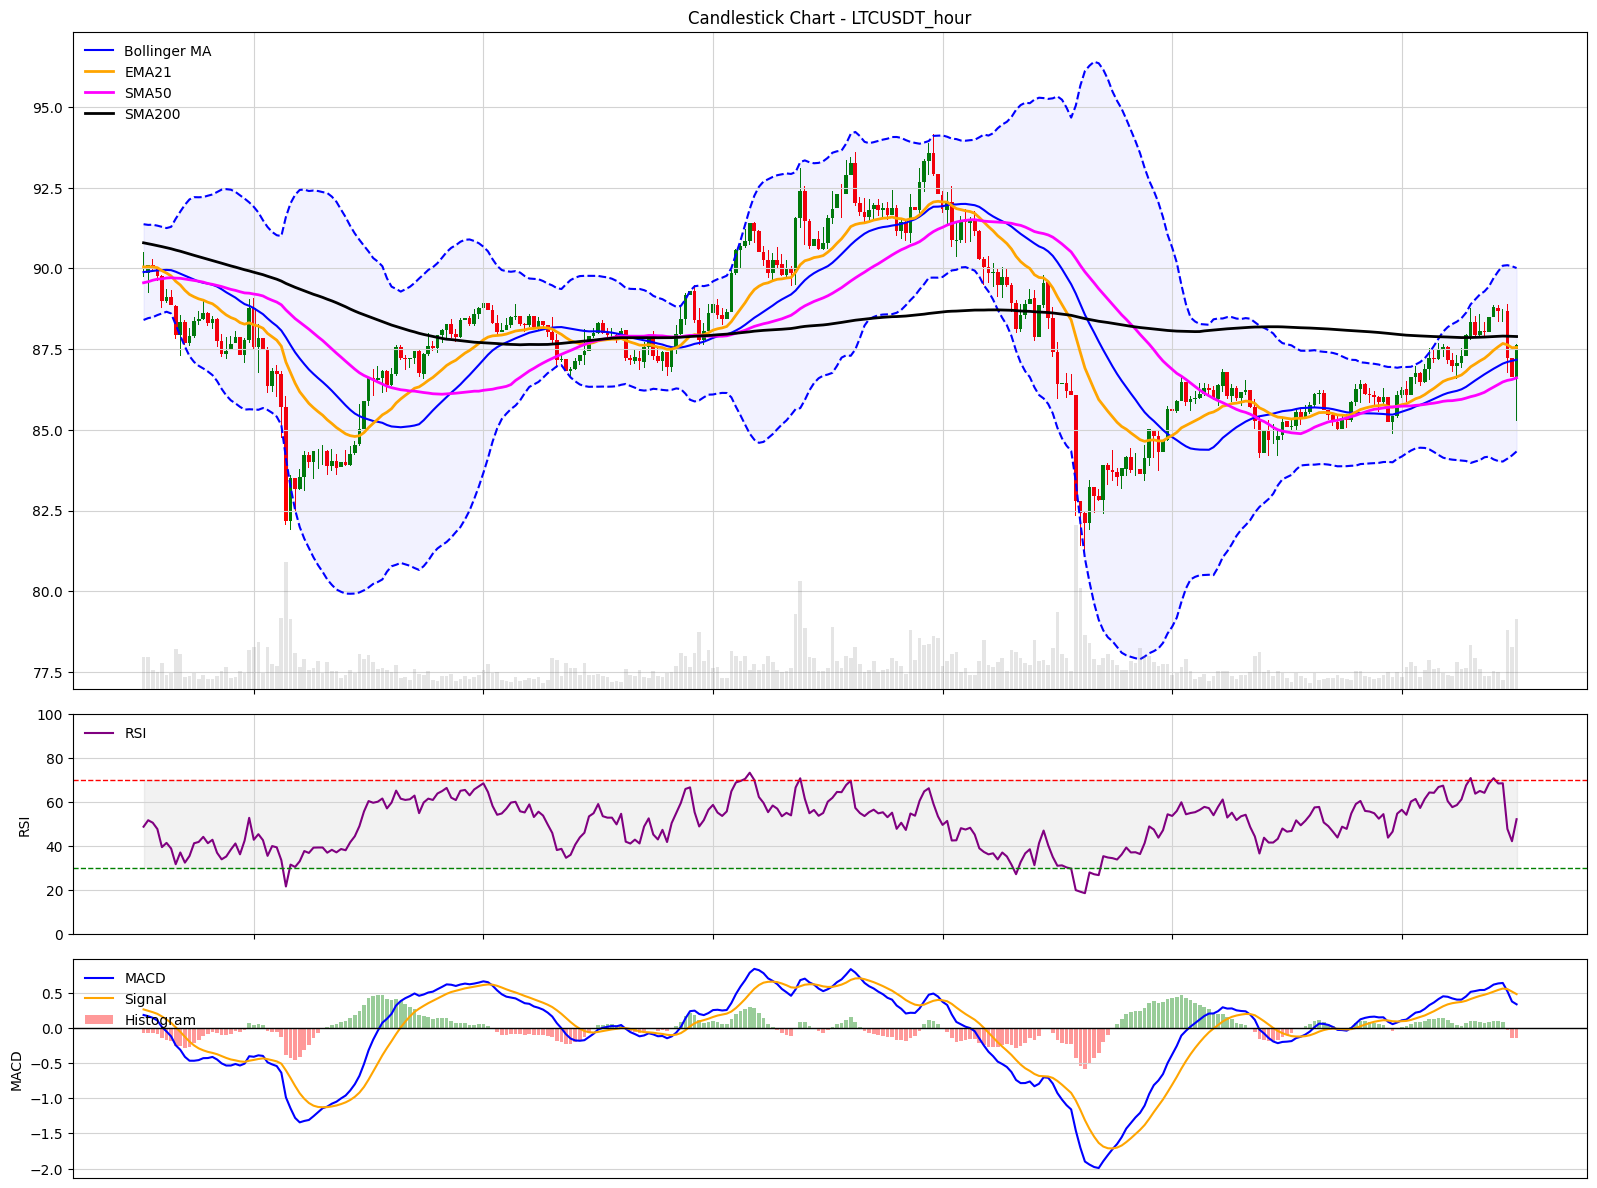 Candlestick Chart - LTCUSDT_hour
Bollinger MA
EMA21
SMA50
SMA200
95.0
92.5
90.0
87.5
85.0
82.5
80.0
77.5
RSI
100
80
60
40
20
0
RSI
MACD
Signal
Histogram
0.5
0.0
−0.5
−1.0
−1.5
−2.0
MACD